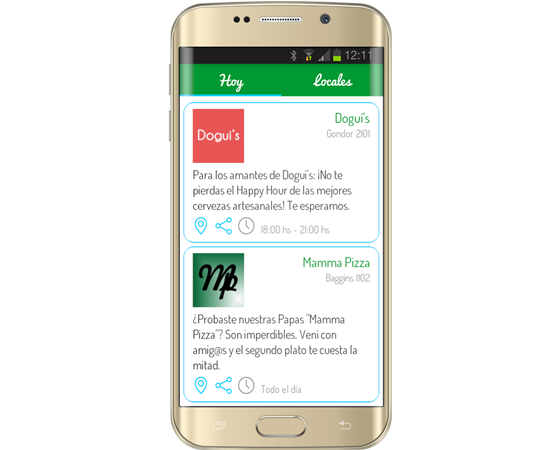 12:11
Hoy Locales
Dogui's
Dogui's
Gondor 2101
Para los amantes de Dogui's: ¡No te
pierdas el Happy Hour de las mejores
cervezas artesanales! Te esperamos.
18:00 hs - 21:00 hs
Mp
Mamma Pizza
Baggins 1102
¿Probaste nuestras Papas "Mamma
Pizza"? Son imperdibles. Vení con
amig@s y el segundo plato te cuesta la
mitad.
Todo el día